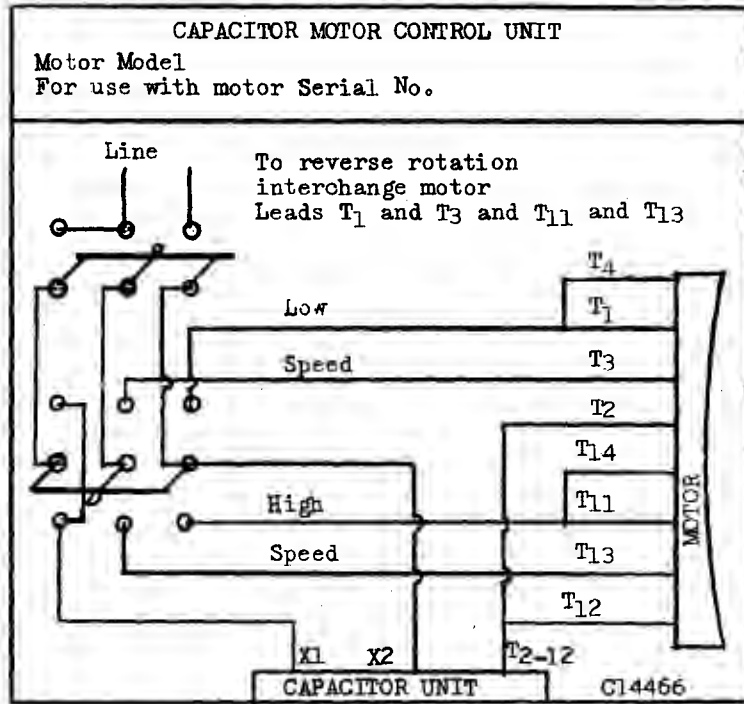 CAPACITOR MOTOR CONTROL UNIT
Motor Model
For use with motor Serial No.
Line
To reverse rotation
interchange motor
Leads T1 and T3 and T11 and T13
T4
Low
T1
Speed
T3
T2
T14
High
T11
Speed
T13
T12
MOTOR
X1 X2 T2-12
CAPACITOR UNIT C14466